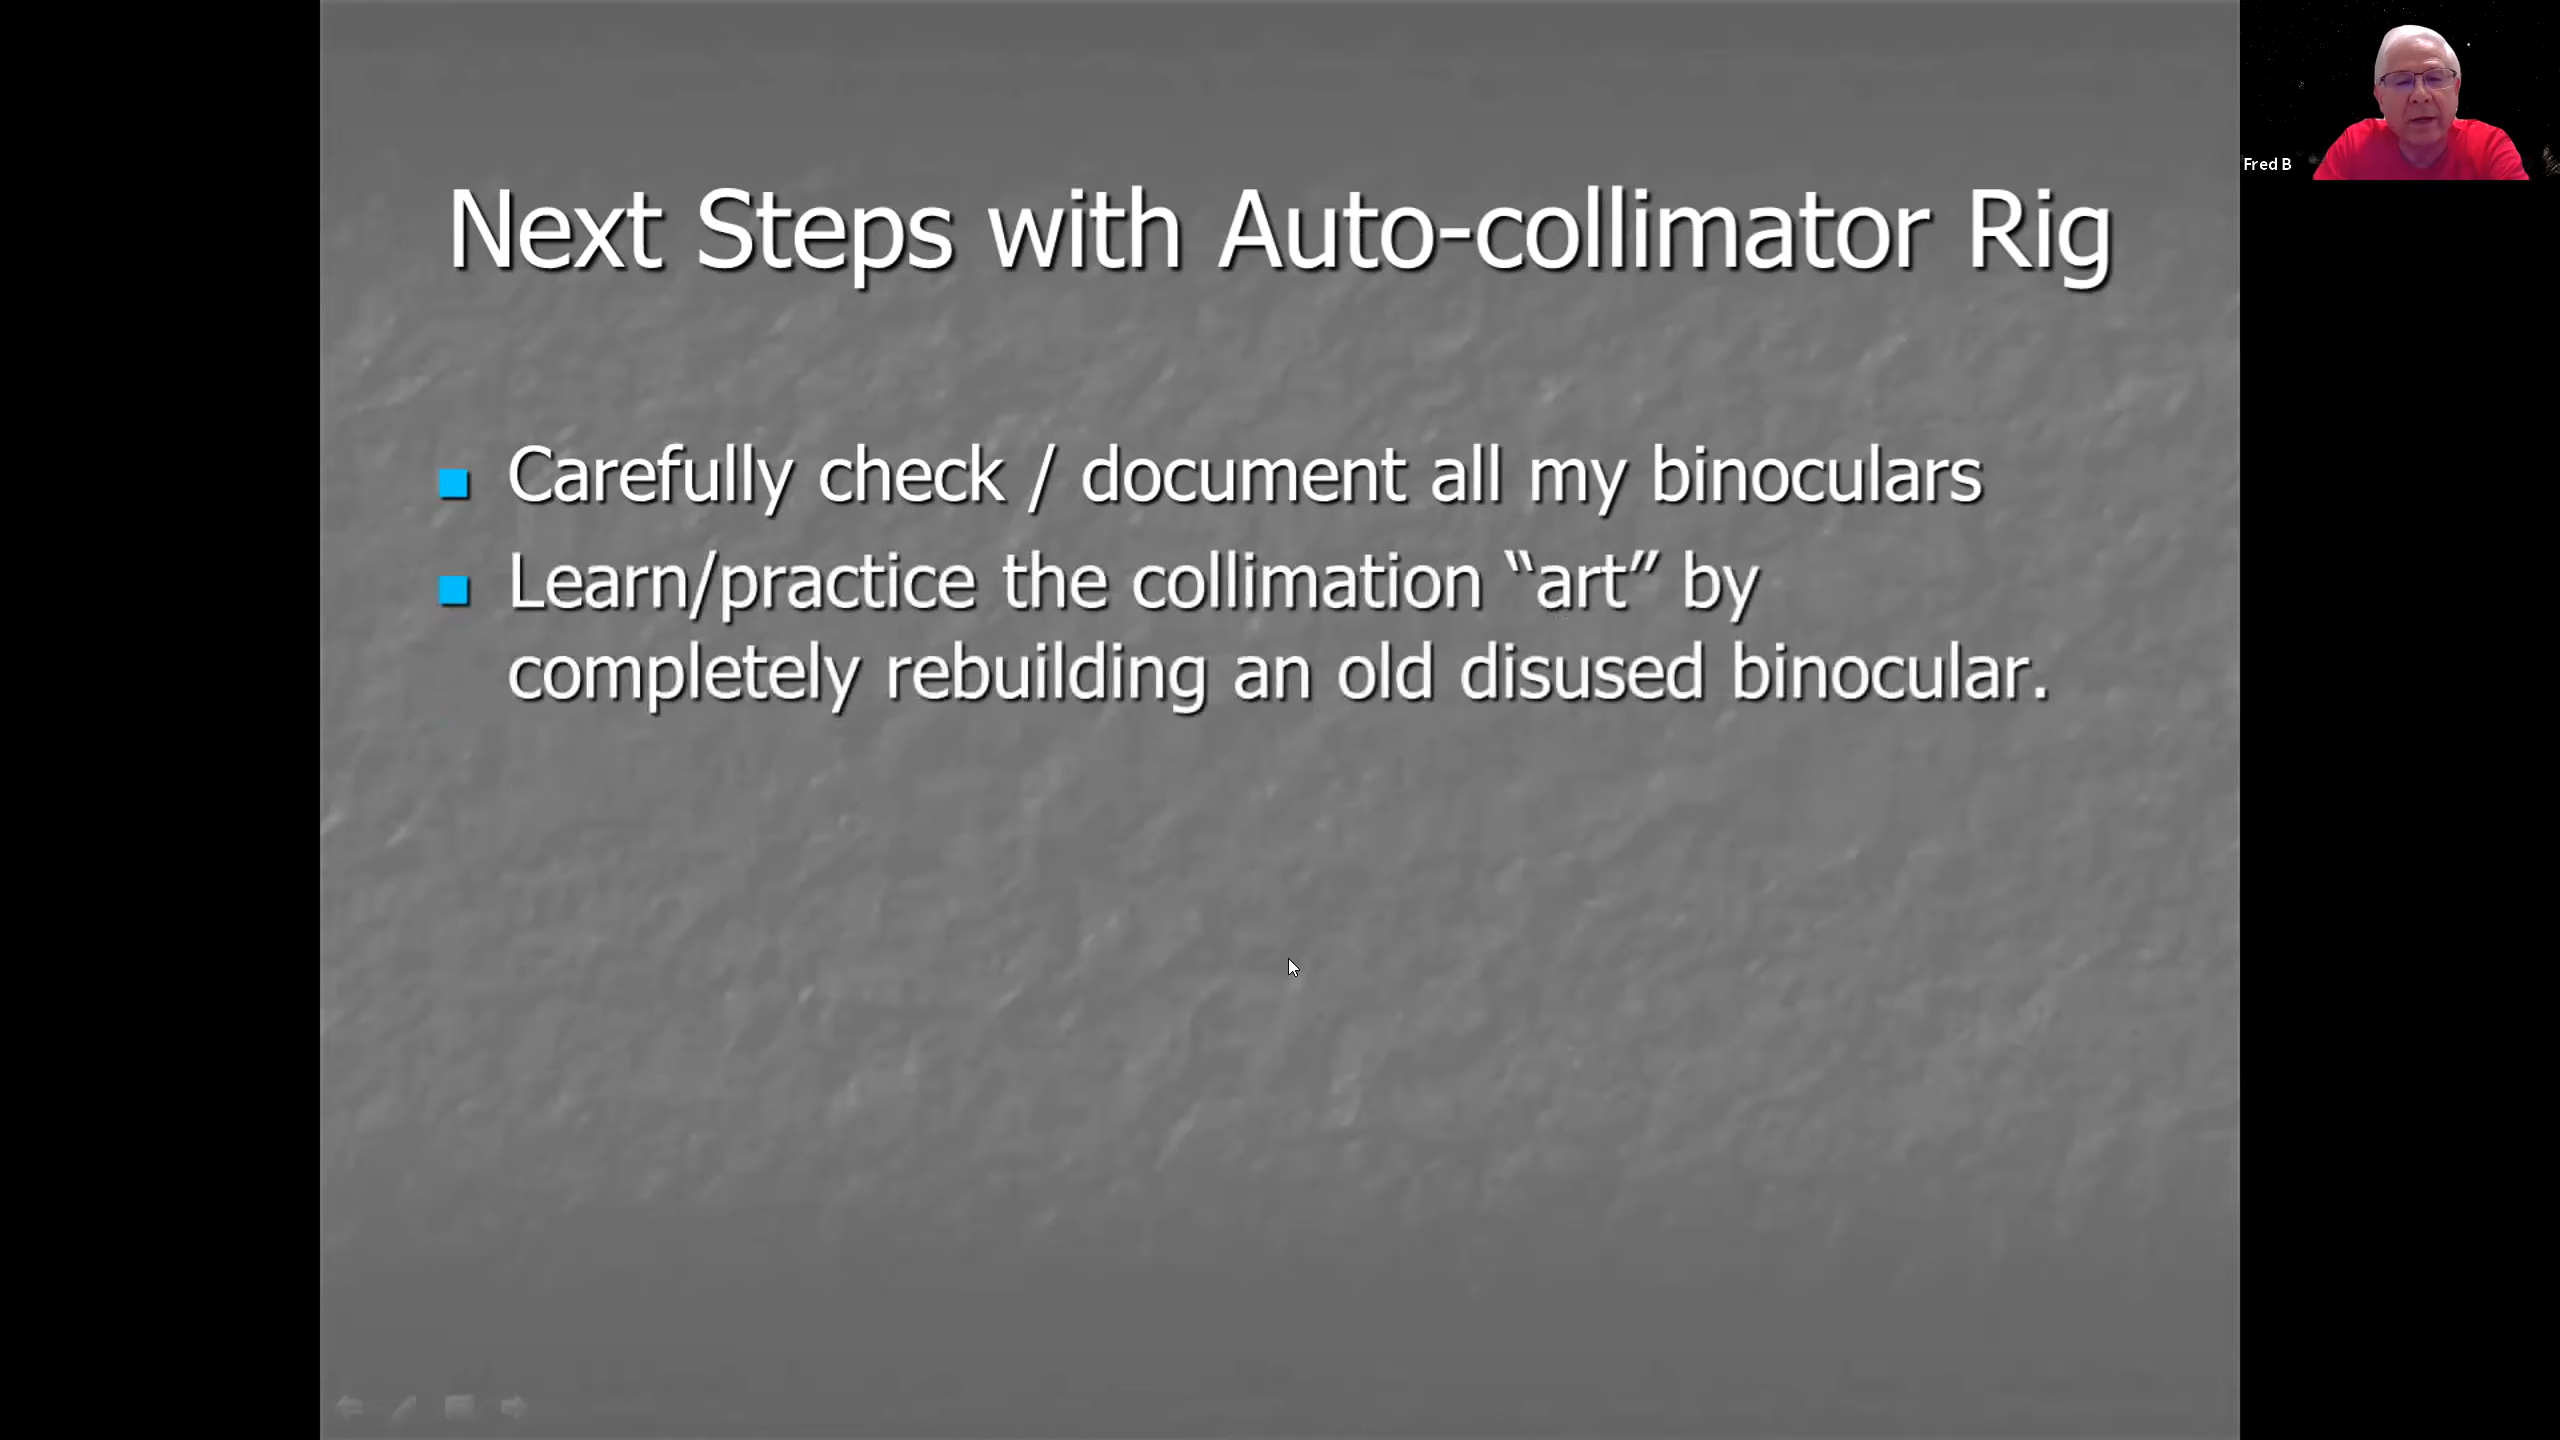 Next Steps with Auto-collimator Rig
Carefully check / document all my binoculars
Learn/practice the collimation “art” by
completely rebuilding an old disused binocular.
Fred B